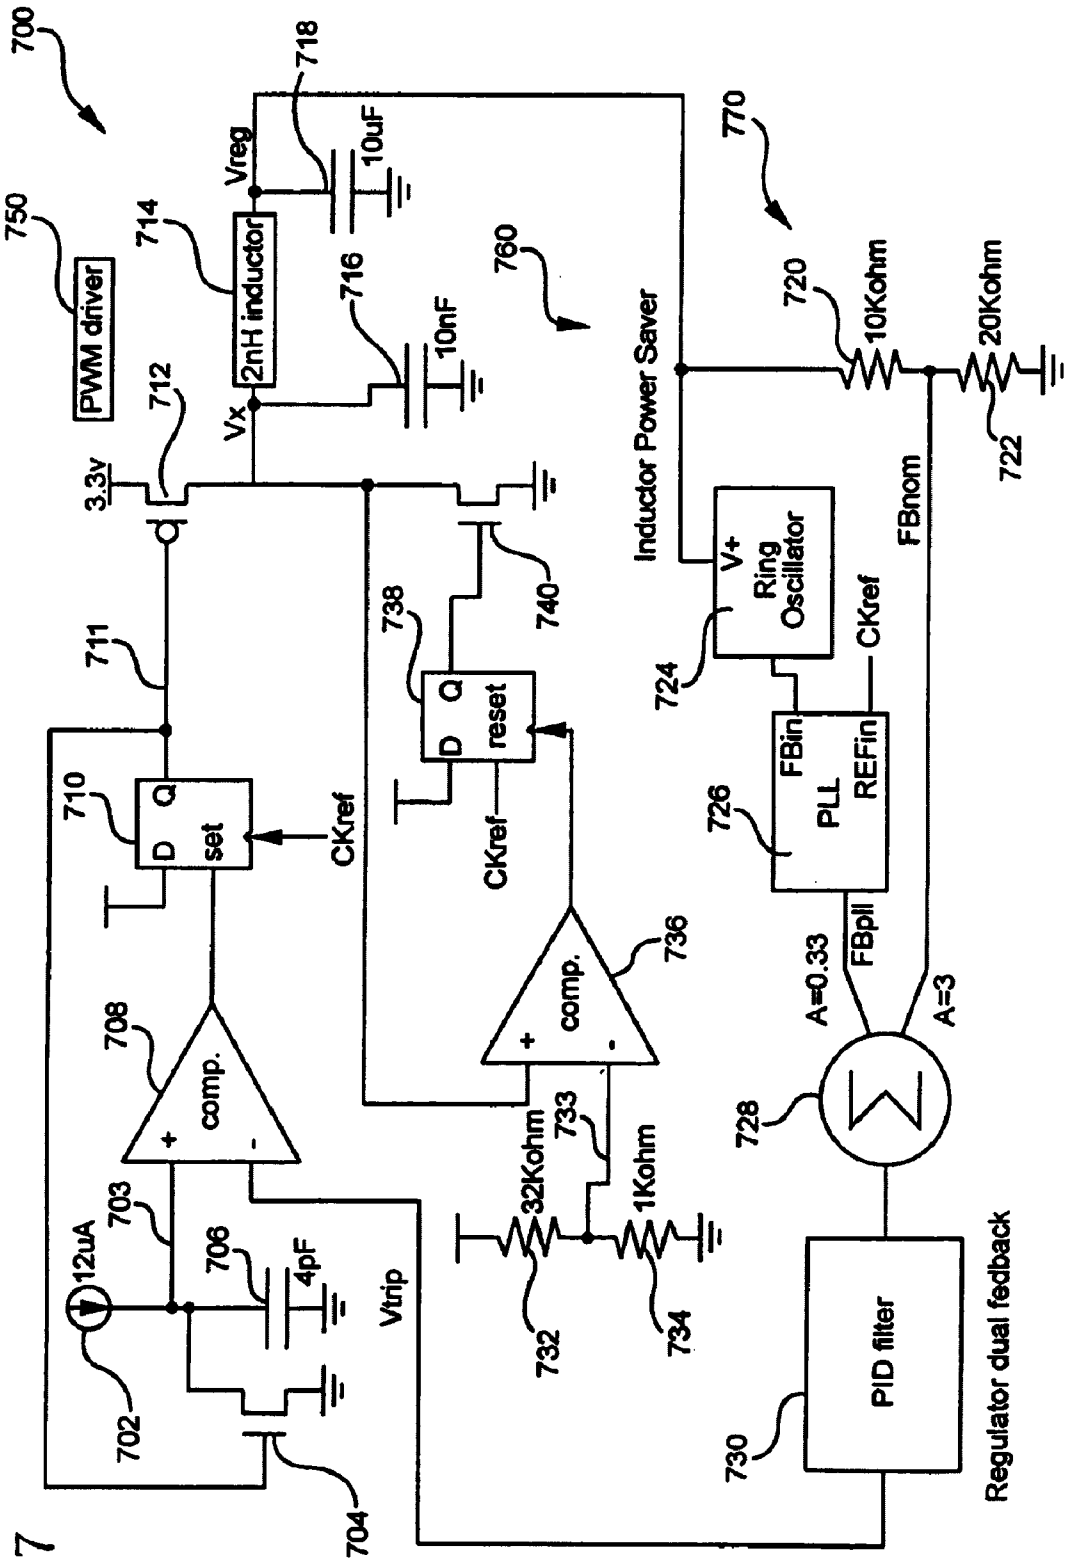 7
700
PWM driver
750
702
12uA
703
704
706
4pF
708
comp.
+
-
710
D
Q
set
CKref
711
712
3.3v
Vx
714
2nH inductor
Vreg
716
10nF
718
10uF
Vtrip
732
32Kohm
733
734
1Kohm
736
comp.
+
-
738
D
Q
reset
CKref
740
Inductor Power Saver
760
730
PID filter
728
Σ
A=0.33
FBpll
A=3
726
PLL
FBin
REFin
CKref
724
V+
Ring
Oscillator
FBnom
720
10Kohm
722
20Kohm
770
Regulator dual fedback